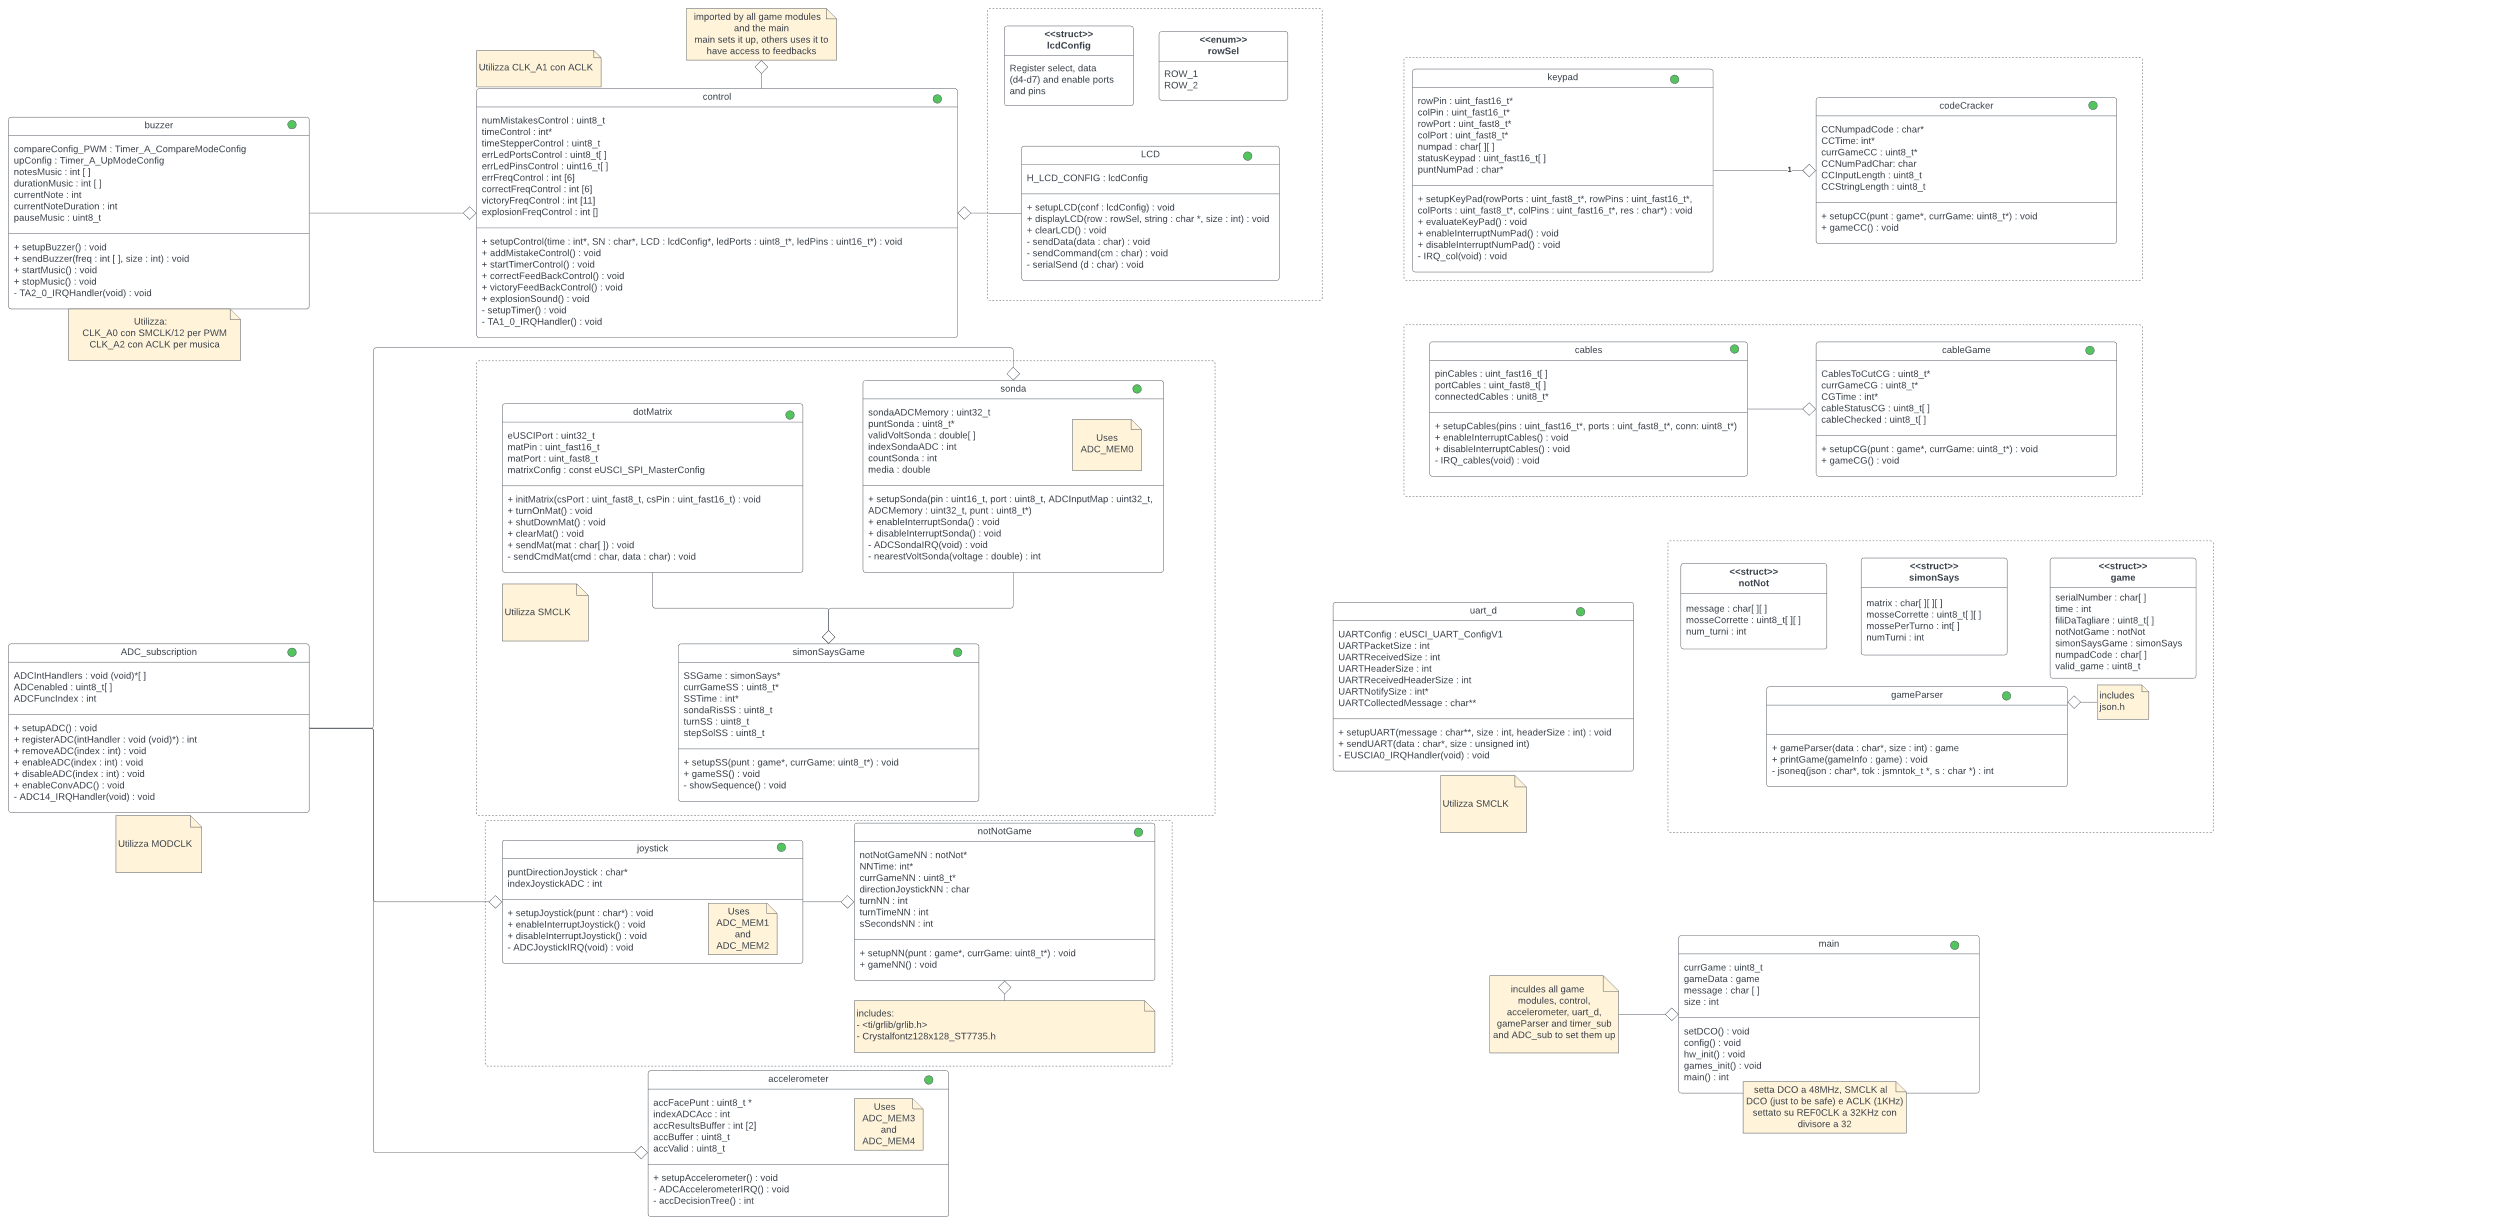 imported by all game modules
and the main
main sets it up, others uses it to
have access to feedbacks
Utilizza CLK_A1 con ACLK
buzzer
compareConfig_PWM : Timer_A_CompareModeConfig
upConfig : Timer_A_UpModeConfig
notesMusic : int [ ]
durationMusic : int [ ]
currentNote : int
currentNoteDuration : int
pauseMusic : uint8_t
+ setupBuzzer() : void
+ sendBuzzer(freq : int [ ], size : int) : void
+ startMusic() : void
+ stopMusic() : void
- TA2_0_IRQHandler(void) : void
Utilizza:
CLK_A0 con SMCLK/12 per PWM
CLK_A2 con ACLK per musica
control
numMistakesControl : uint8_t
timeControl : int*
timeStepperControl : uint8_t
errLedPortsControl : uint8_t[ ]
errLedPinsControl : uint16_t[ ]
errFreqControl : int [6]
correctFreqControl : int [6]
victoryFreqControl : int [11]
explosionFreqControl : int []
+ setupControl(time : int*, SN : char*, LCD : lcdConfig*, ledPorts : uint8_t*, ledPins : uint16_t*) : void
+ addMistakeControl() : void
+ startTimerControl() : void
+ correctFeedBackControl() : void
+ victoryFeedBackControl() : void
+ explosionSound() : void
- setupTimer() : void
- TA1_0_IRQHandler() : void
<<struct>>
lcdConfig
Register select, data
(d4-d7) and enable ports
and pins
<<enum>>
rowSel
ROW_1
ROW_2
LCD
H_LCD_CONFIG : lcdConfig
+ setupLCD(conf : lcdConfig) : void
+ displayLCD(row : rowSel, string : char *, size : int) : void
+ clearLCD() : void
- sendData(data : char) : void
- sendCommand(cm : char) : void
- serialSend (d : char) : void
keypad
rowPin : uint_fast16_t*
colPin : uint_fast16_t*
rowPort : uint_fast8_t*
colPort : uint_fast8_t*
numpad : char[ ][ ]
statusKeypad : uint_fast16_t[ ]
puntNumPad : char*
+ setupKeyPad(rowPorts : uint_fast8_t*, rowPins : uint_fast16_t*,
colPorts : uint_fast8_t*, colPins : uint_fast16_t*, res : char*) : void
+ evaluateKeyPad() : void
+ enableInterruptNumPad() : void
+ disableInterruptNumPad() : void
- IRQ_col(void) : void
1
codeCracker
CCNumpadCode : char*
CCTime: int*
currGameCC : uint8_t*
CCNumPadChar: char
CCInputLength : uint8_t
CCStringLength : uint8_t
+ setupCC(punt : game*, currGame: uint8_t*) : void
+ gameCC() : void
cables
pinCables : uint_fast16_t[ ]
portCables : uint_fast8_t[ ]
connectedCables : unit8_t*
+ setupCables(pins : uint_fast16_t*, ports : uint_fast8_t*, conn: uint8_t*)
+ enableInterruptCables() : void
+ disableInterruptCables() : void
- IRQ_cables(void) : void
cableGame
CablesToCutCG : uint8_t*
currGameCG : uint8_t*
CGTime : int*
cableStatusCG : uint8_t[ ]
cableChecked : uint8_t[ ]
+ setupCG(punt : game*, currGame: uint8_t*) : void
+ gameCG() : void
dotMatrix
eUSCIPort : uint32_t
matPin : uint_fast16_t
matPort : uint_fast8_t
matrixConfig : const eUSCI_SPI_MasterConfig
+ initMatrix(csPort : uint_fast8_t, csPin : uint_fast16_t) : void
+ turnOnMat() : void
+ shutDownMat() : void
+ clearMat() : void
+ sendMat(mat : char[ ]) : void
- sendCmdMat(cmd : char, data : char) : void
Utilizza SMCLK
sonda
sondaADCMemory : uint32_t
puntSonda : uint8_t*
validVoltSonda : double[ ]
indexSondaADC : int
countSonda : int
media : double
Uses
ADC_MEM0
+ setupSonda(pin : uint16_t, port : uint8_t, ADCInputMap : uint32_t,
ADCMemory : uint32_t, punt : uint8_t*)
+ enableInterruptSonda() : void
+ disableInterruptSonda() : void
- ADCSondaIRQ(void) : void
- nearestVoltSonda(voltage : double) : int
simonSaysGame
SSGame : simonSays*
currGameSS : uint8_t*
SSTime : int*
sondaRisSS : uint8_t
turnSS : uint8_t
stepSolSS : uint8_t
+ setupSS(punt : game*, currGame: uint8_t*) : void
+ gameSS() : void
- showSequence() : void
ADC_subscription
ADCIntHandlers : void (void)*[ ]
ADCenabled : uint8_t[ ]
ADCFuncIndex : int
+ setupADC() : void
+ registerADC(intHandler : void (void)*) : int
+ removeADC(index : int) : void
+ enableADC(index : int) : void
+ disableADC(index : int) : void
+ enableConvADC() : void
- ADC14_IRQHandler(void) : void
Utilizza MODCLK
uart_d
UARTConfig : eUSCI_UART_ConfigV1
UARTPacketSize : int
UARTReceivedSize : int
UARTHeaderSize : int
UARTReceivedHeaderSize : int
UARTNotifySize : int*
UARTCollectedMessage : char**
+ setupUART(message : char**, size : int, headerSize : int) : void
+ sendUART(data : char*, size : unsigned int)
- EUSCIA0_IRQHandler(void) : void
Utilizza SMCLK
<<struct>>
notNot
message : char[ ][ ]
mosseCorrette : uint8_t[ ][ ]
num_turni : int
<<struct>>
simonSays
matrix : char[ ][ ][ ]
mosseCorrette : uint8_t[ ][ ]
mossePerTurno : int[ ]
numTurni : int
<<struct>>
game
serialNumber : char[ ]
time : int
filiDaTagliare : uint8_t[ ]
notNotGame : notNot
simonSaysGame : simonSays
numpadCode : char[ ]
valid_game : uint8_t
gameParser
+ gameParser(data : char*, size : int) : game
+ printGame(gameInfo : game) : void
- jsoneq(json : char*, tok : jsmntok_t *, s : char *) : int
includes
json.h
joystick
puntDirectionJoystick : char*
indexJoystickADC : int
+ setupJoystick(punt : char*) : void
+ enableInterruptJoystick() : void
+ disableInterruptJoystick() : void
- ADCJoystickIRQ(void) : void
Uses
ADC_MEM1
and
ADC_MEM2
notNotGame
notNotGameNN : notNot*
NNTime: int*
currGameNN : uint8_t*
directionJoystickNN : char
turnNN : int
turnTimeNN : int
sSecondsNN : int
+ setupNN(punt : game*, currGame: uint8_t*) : void
+ gameNN() : void
includes:
- <ti/grlib/grlib.h>
- Crystalfontz128x128_ST7735.h
accelerometer
accFacePunt : uint8_t *
indexADCAcc : int
accResultsBuffer : int [2]
accBuffer : uint8_t
accValid : uint8_t
Uses
ADC_MEM3
and
ADC_MEM4
+ setupAccelerometer() : void
- ADCAccelerometerIRQ() : void
- accDecisionTree() : int
inculdes all game
modules, control,
accelerometer, uart_d,
gameParser and timer_sub
and ADC_sub to set them up
main
currGame : uint8_t
gameData : game
message : char [ ]
size : int
setDCO() : void
config() : void
hw_init() : void
games_init() : void
main() : int
setta DCO a 48MHz, SMCLK al
DCO (just to be safe) e ACLK (1KHz)
settato su REF0CLK a 32KHz con
divisore a 32